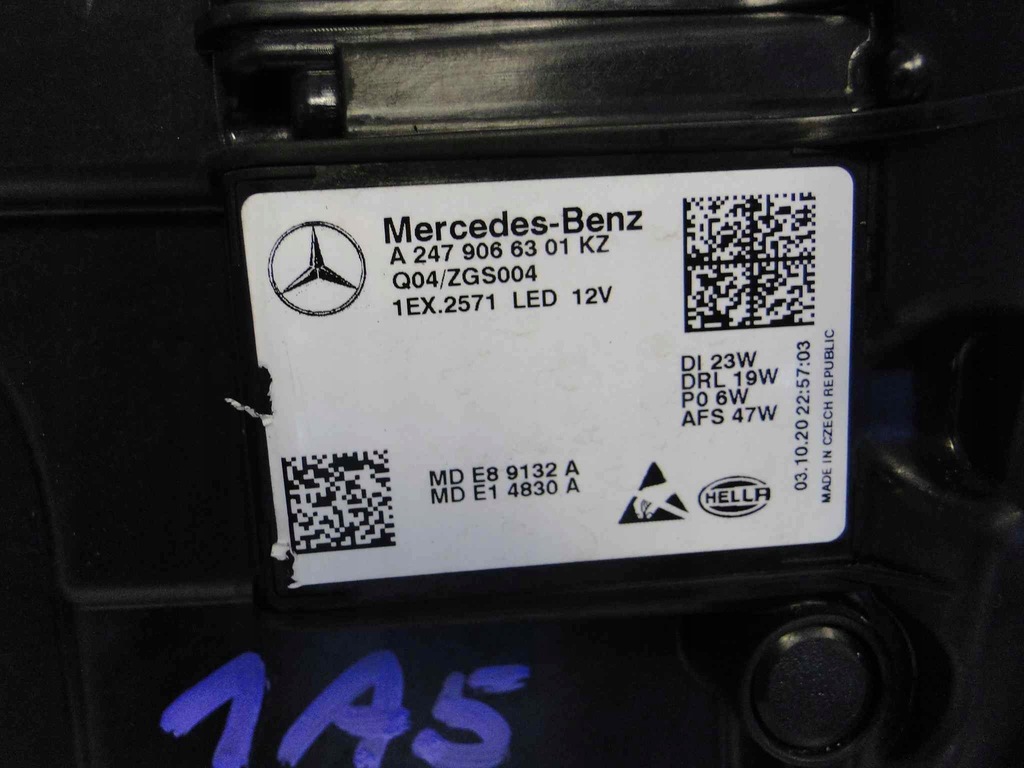 Mercedes-Benz
A 247 906 63 01 KZ
Q04/ZGS004
1EX.2571 LED 12V
DI 23W
DRL 19W
P0 6W
AFS 47W
03.10.20 22:57:03
MADE IN CZECH REPUBLIC
MD E8 9132 A
MD E1 4830 A
HELLA
1A5